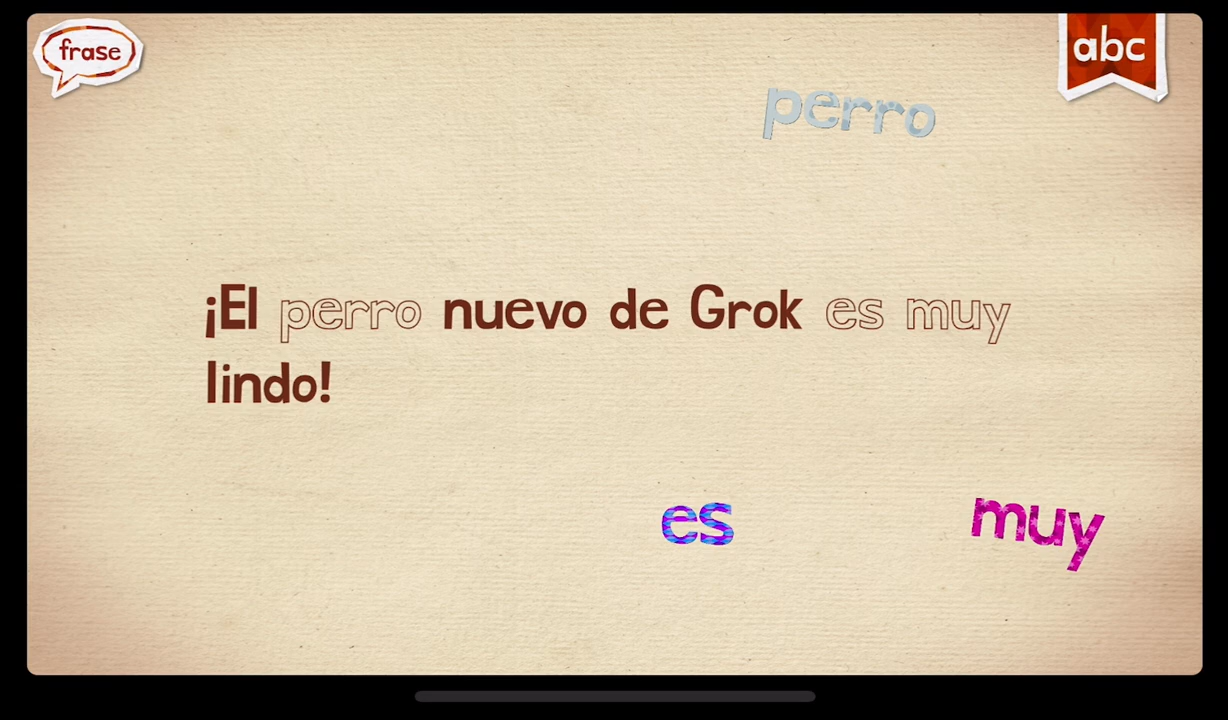 frase
abc
perro
¡El perro nuevo de Grok es muy
lindo!
es
muy